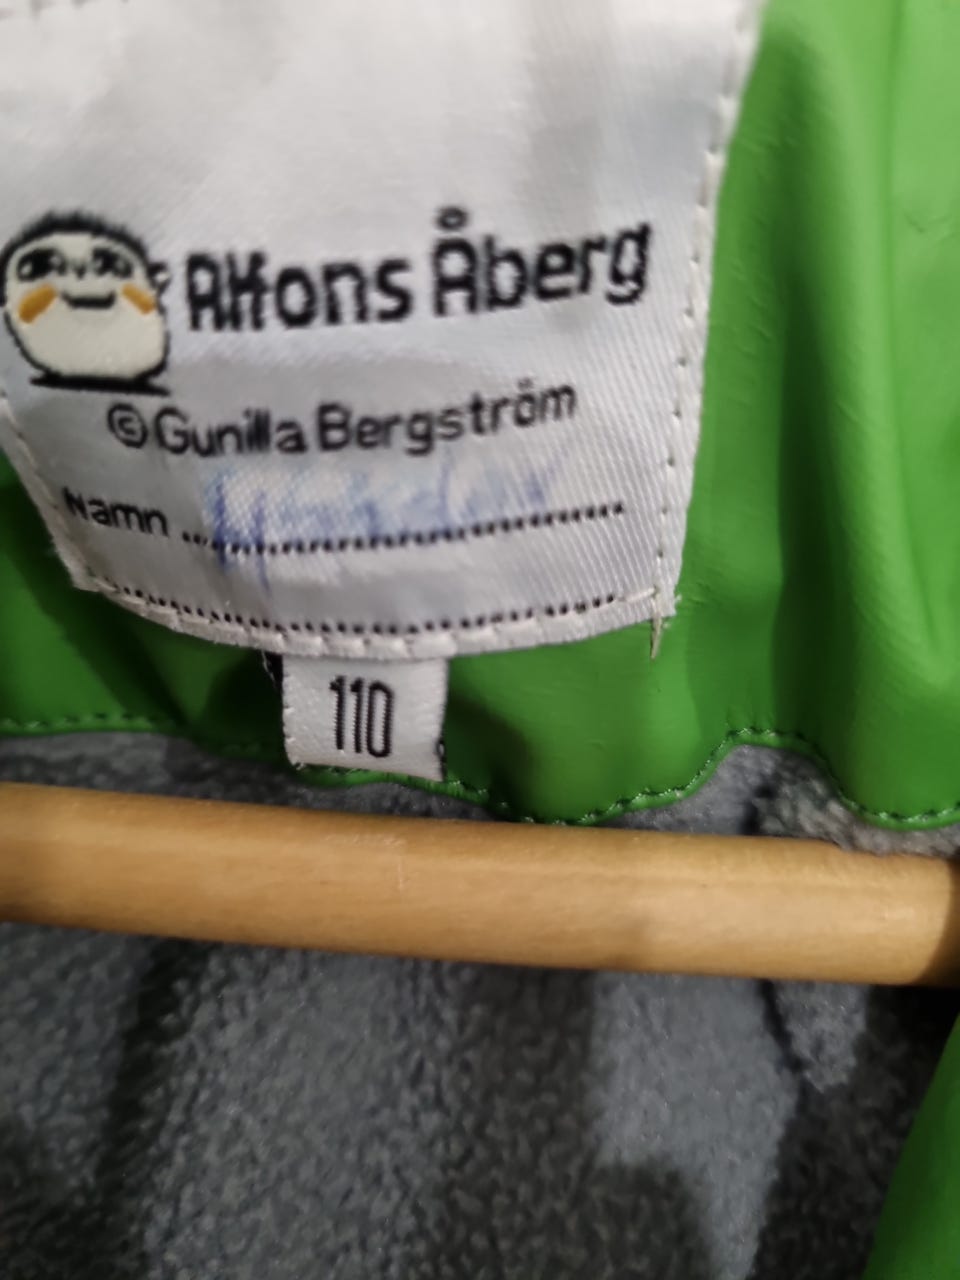 Alfons Åberg
© Gunilla Bergström
Namn
110